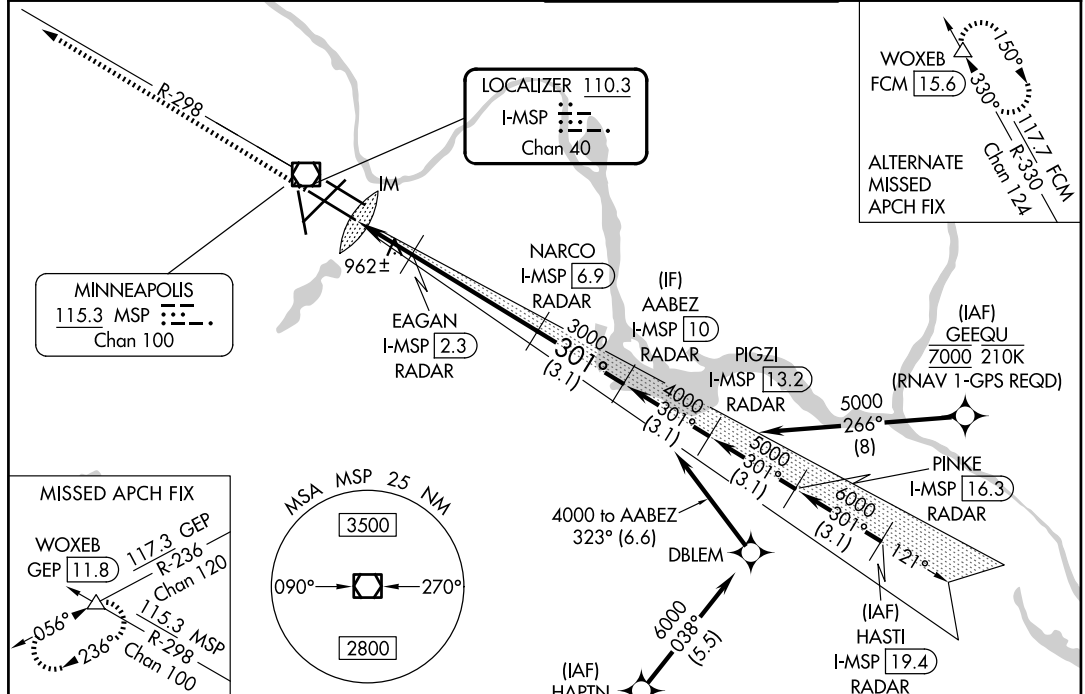 R-298
LOCALIZER 110.3
I-MSP
Chan 40
IM
MINNEAPOLIS
115.3 MSP
Chan 100
962±
EAGAN
I-MSP 2.3
RADAR
NARCO
I-MSP 6.9
RADAR
3000
301°
(3.1)
(IF)
AABEZ
I-MSP 10
RADAR
4000
301°
(3.1)
PIGZI
I-MSP 13.2
RADAR
5000
301°
(3.1)
PINKE
I-MSP 16.3
RADAR
6000
301°
(3.1)
121°
(IAF)
HASTI
I-MSP 19.4
RADAR
(IAF)
GEEQU
7000 210K
(RNAV 1-GPS REQD)
5000
266°
(8)
4000 to AABEZ
323° (6.6)
DBLEM
6000
038°
(5.5)
(IAF)
HAPTN
WOXEB
FCM 15.6
150°
330°
117.7 FCM
R-330
Chan 124
ALTERNATE
MISSED
APCH FIX
MISSED APCH FIX
WOXEB
GEP 11.8
117.3 GEP
R-236
Chan 120
115.3 MSP
R-298
Chan 100
056°
236°
MSA MSP 25 NM
3500
090°
270°
2800